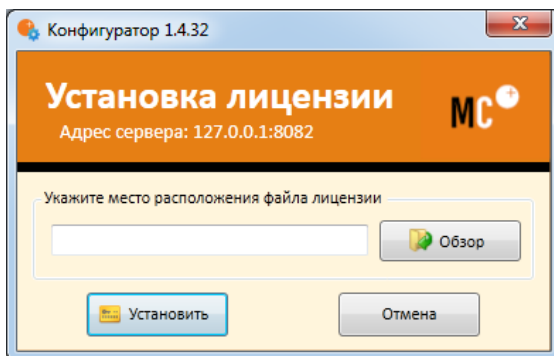 Конфигуратор 1.4.32
Установка лицензии
Адрес сервера: 127.0.0.1:8082
МС+
Укажите место расположения файла лицензии
Обзор
Установить
Отмена